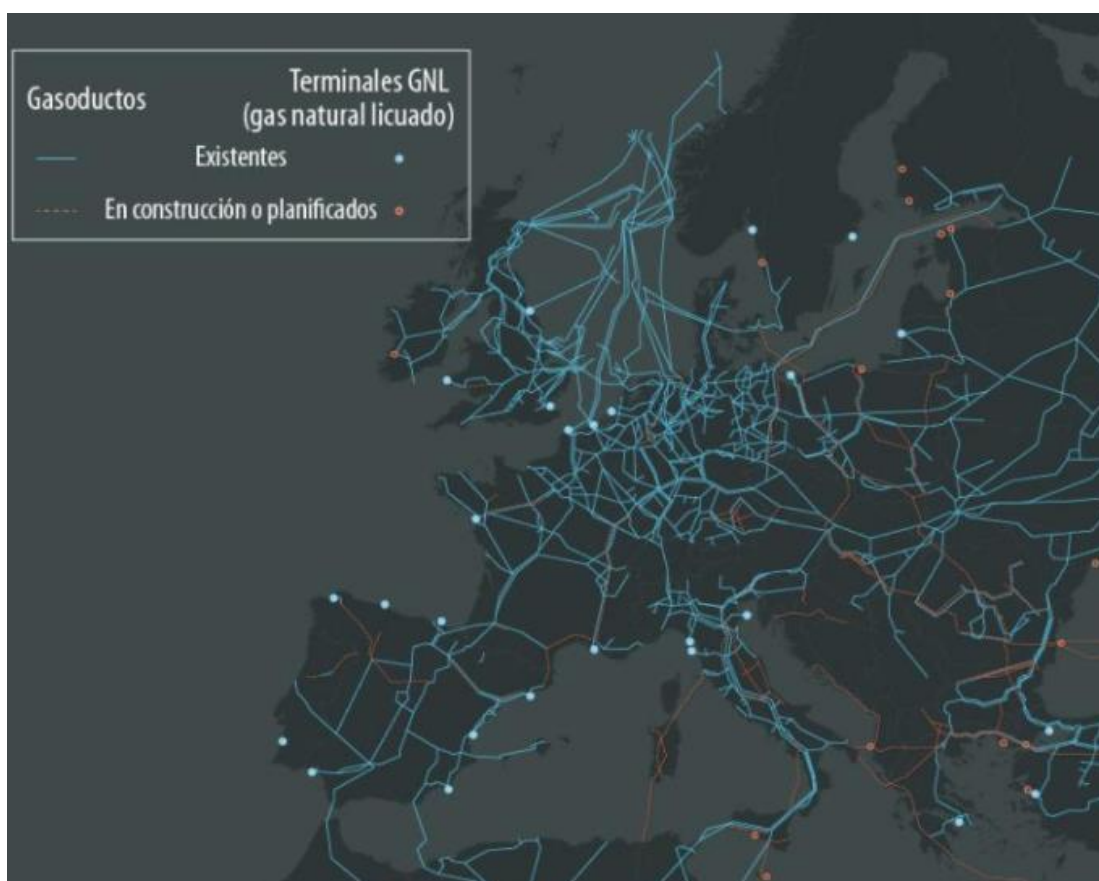 Gasoductos
Terminales GNL
(gas natural licuado)
Existentes
En construcción o planificados